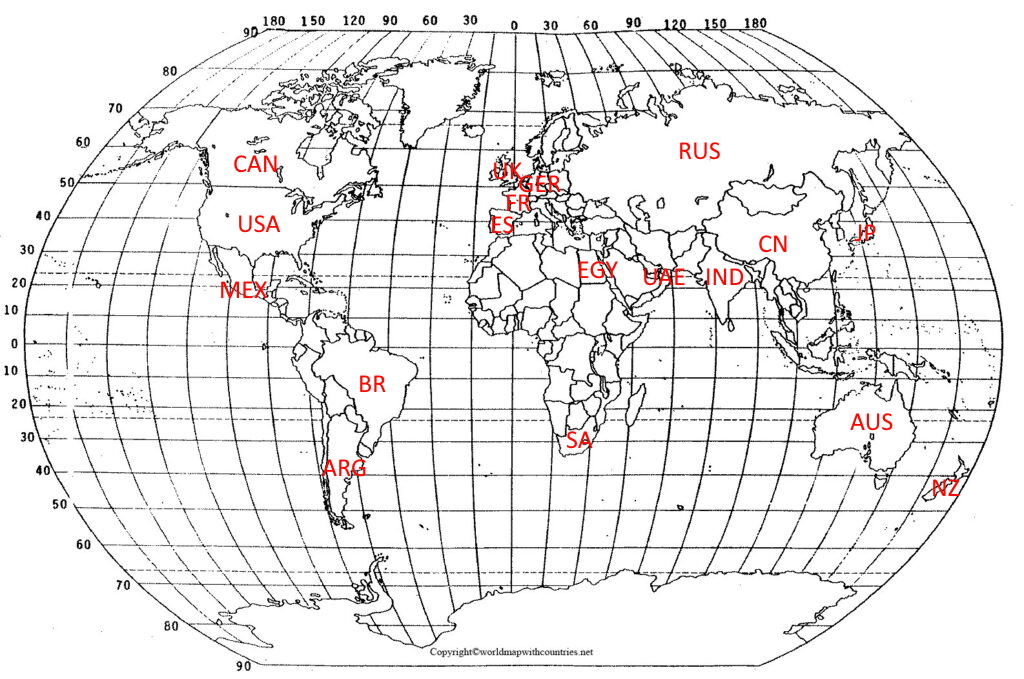 180 150 120 90 60 30 0 30 60 90 120 150 180
90
80
70
60
RUS
CAN
UK
GER
50
FR
40
USA
ES
JP
CN
30
EGY
UAE
IND
20
MEX
10
0
10
BR
20
AUS
30
SA
40
ARG
NZ
50
60
70
80
Copyright©worldmapwithcountries.net
90